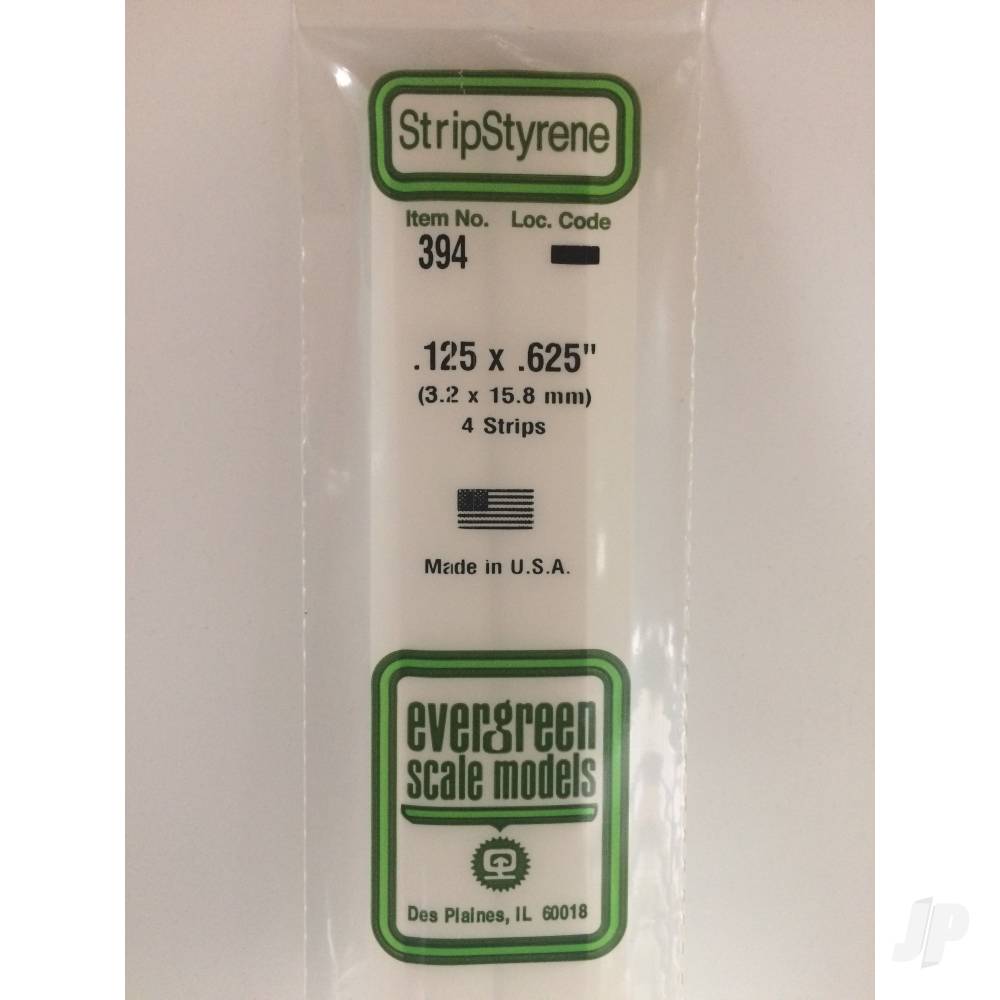 StripStyrene
Item No. Loc. Code
394
.125 x .625"
(3.2 x 15.8 mm)
4 Strips
Made in U.S.A.
evergreen
scale models
Des Plaines, IL 60018
JP